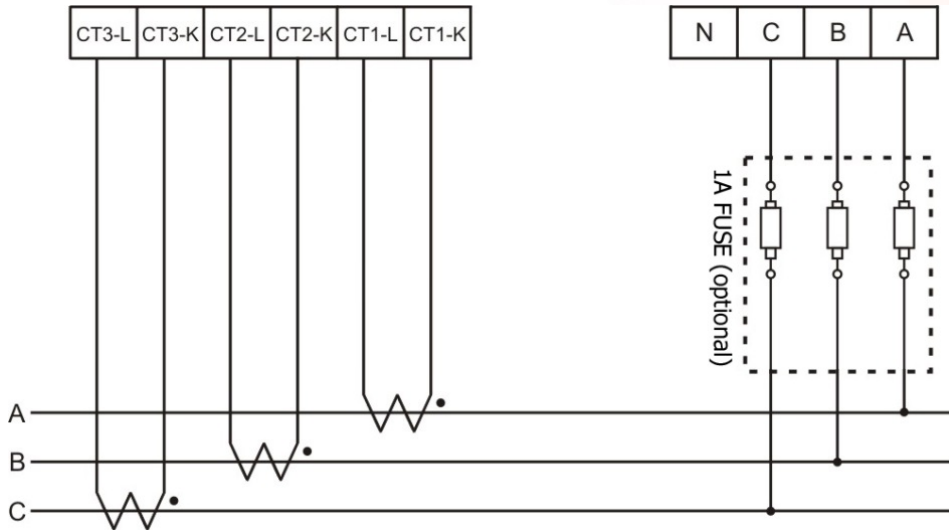 CT3-L CT3-K CT2-L CT2-K CT1-L CT1-K
N C B A
1A FUSE (optional)
A
B
C